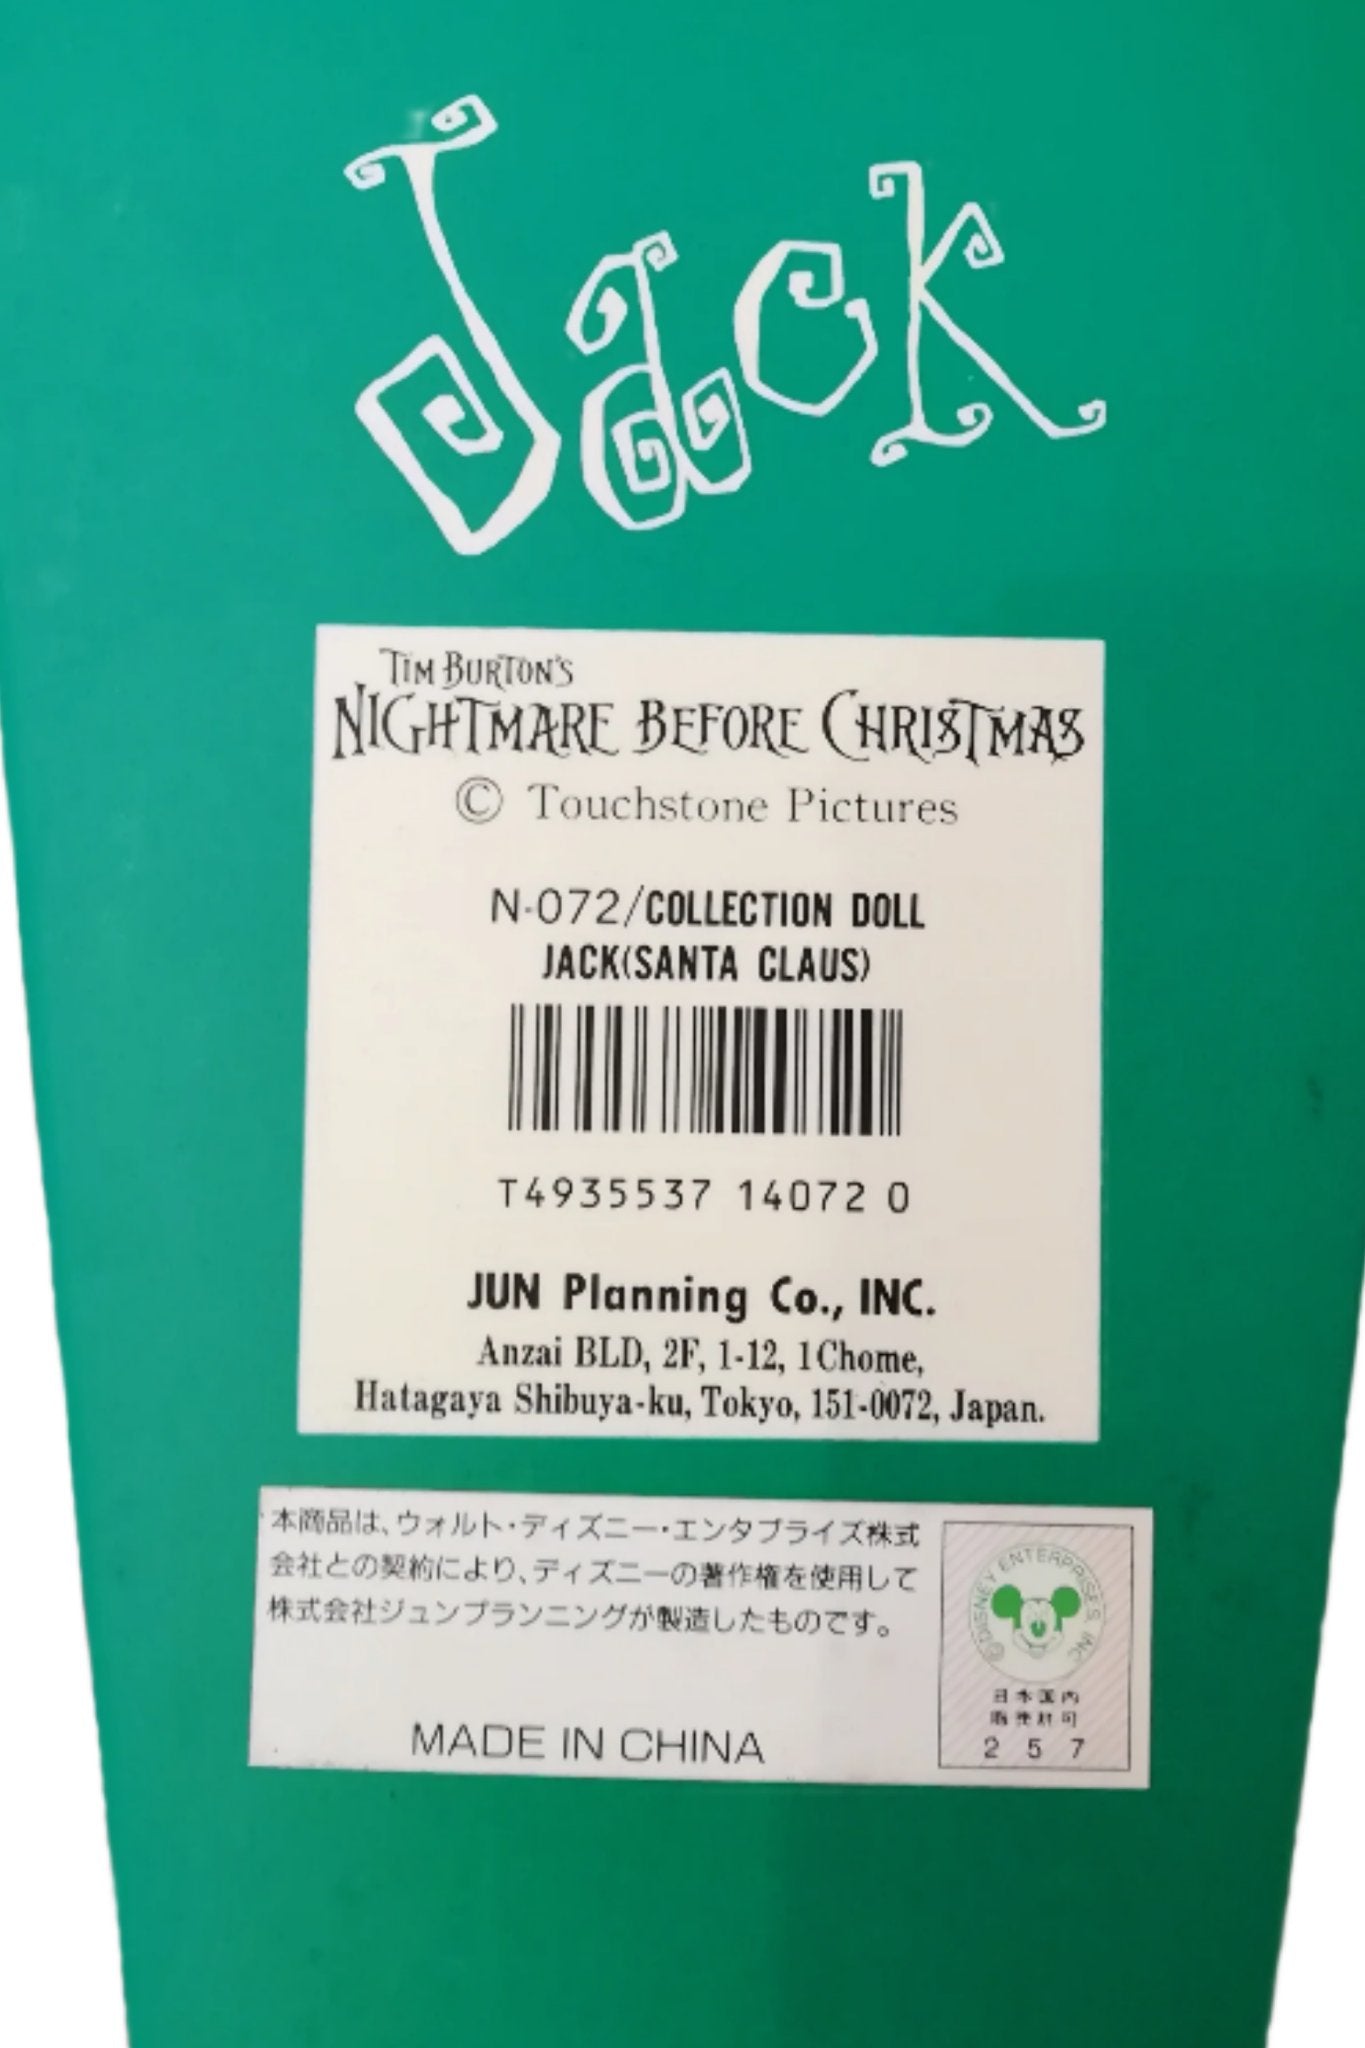 Jack
TIM BURTON'S
NIGHTMARE BEFORE CHRISTMAS
© Touchstone Pictures
N-072/COLLECTION DOLL
JACK(SANTA CLAUS)
T4935537 14072 0
JUN Planning Co., INC.
Anzai BLD, 2F, 1-12, 1Chome,
Hatagaya Shibuya-ku, Tokyo, 151-0072, Japan.
本商品は、ウォルト・ディズニー・エンタプライズ株式
会社との契約により、ディズニーの著作権を使用して
株式会社ジュンプランニングが製造したものです。
MADE IN CHINA
©DISNEY ENTERPRISES, INC
日本国内
販売許可
2 5 7